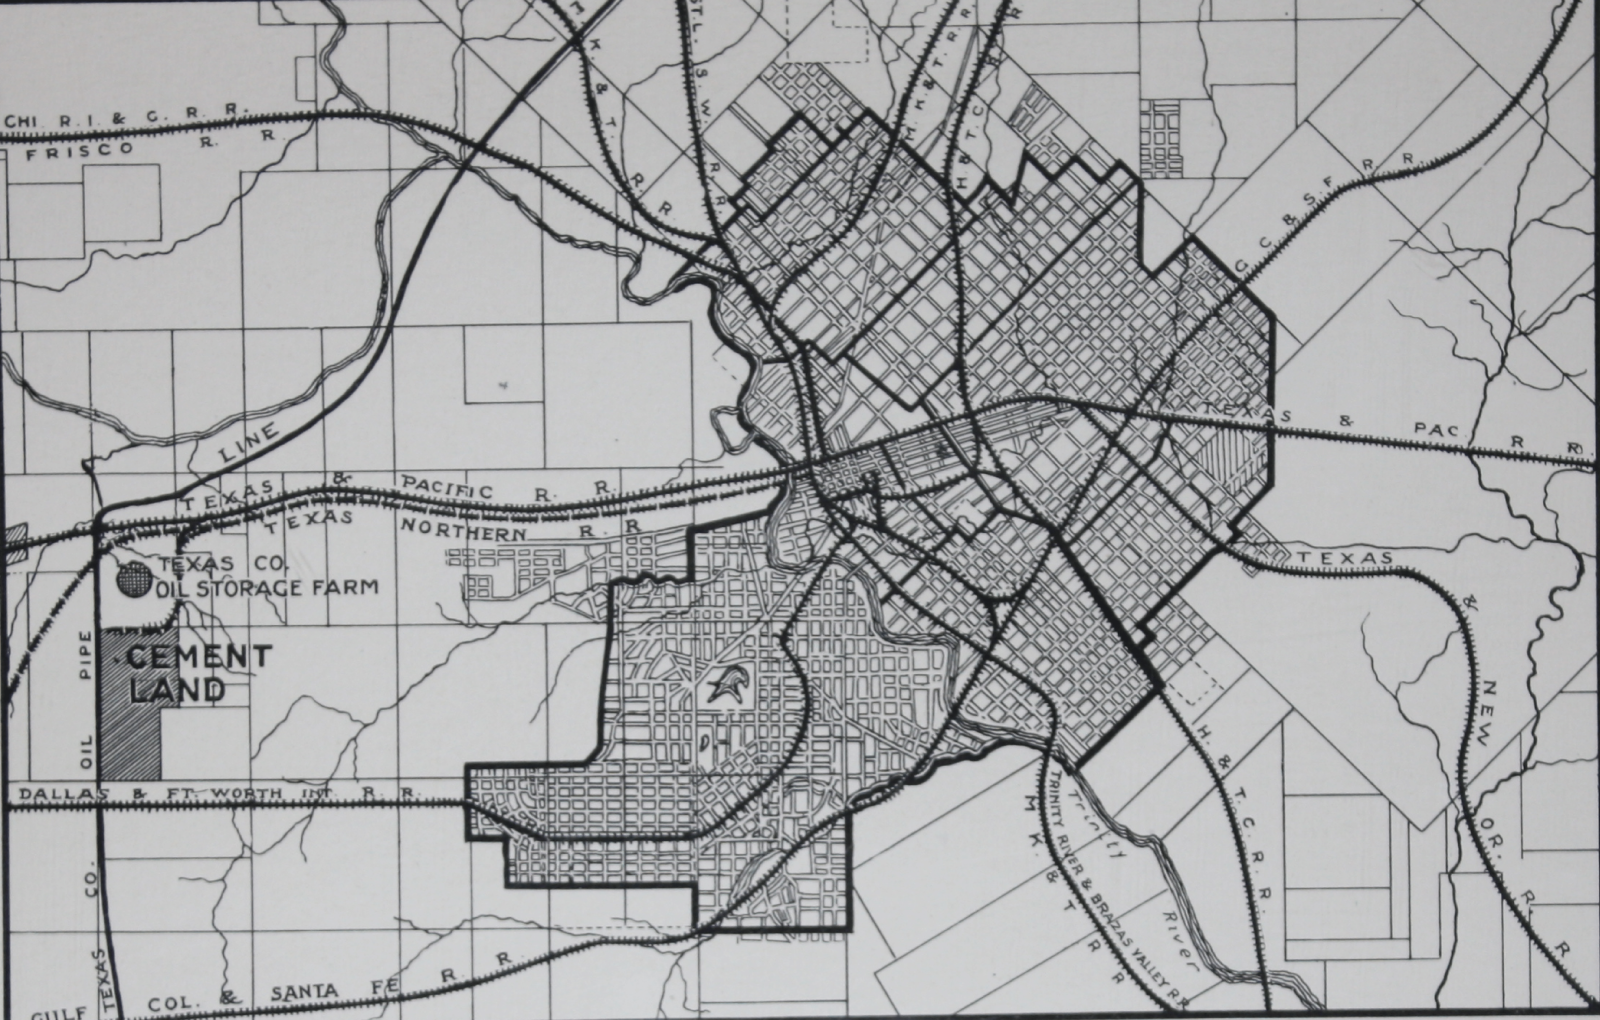 CHI. R. I. & G. R. R.
FRISCO R. R.
M. K. & T. R. R.
ST. L. S. W. R. R.
M. K. & T. R. R.
H. & T. C. R R
G. C. & S. F. R. R.
TEXAS & PAC. R R.
LINE
TEXAS & PACIFIC R. R.
TEXAS NORTHERN R. R
TEXAS CO.
OIL STORAGE FARM
CEMENT
LAND
TEXAS CO. OIL PIPE
DALLAS & FT. WORTH INT. R. R.
GULF COL. & SANTA FE R. R.
TEXAS & NEW OR. R. R
H. & T. C. R. R.
M. K. & T R R
TRINITY RIVER & BRAZAS VALLEY R.R.
Trinity River